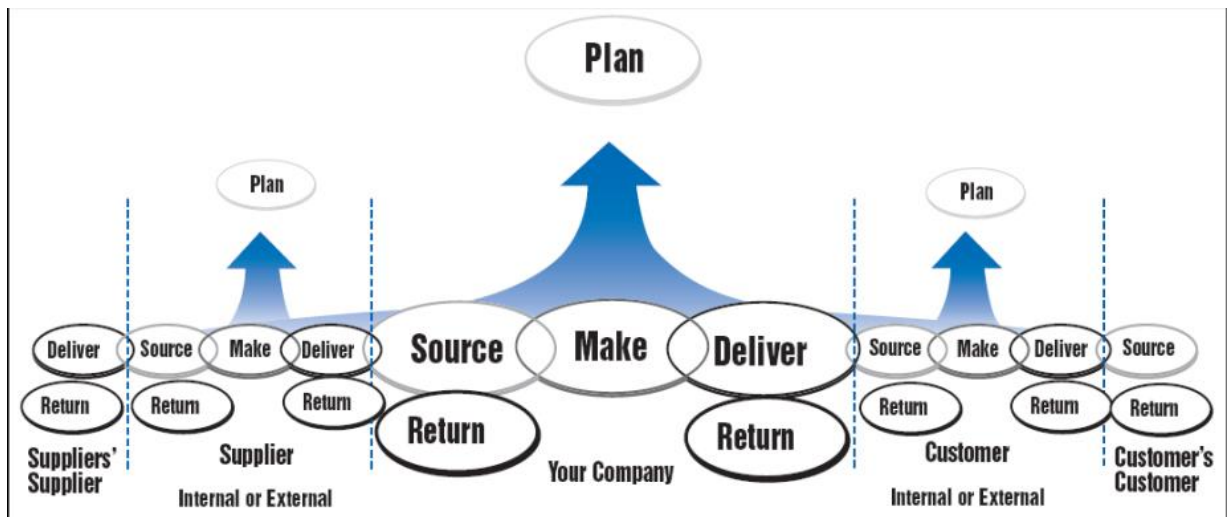 Plan
Plan
Plan
Deliver
Source
Make
Deliver
Source
Make
Deliver
Source
Make
Deliver
Source
Return
Return
Return
Return
Return
Return
Return
Return
Suppliers'
Supplier
Supplier
Internal or External
Your Company
Customer
Internal or External
Customer's
Customer